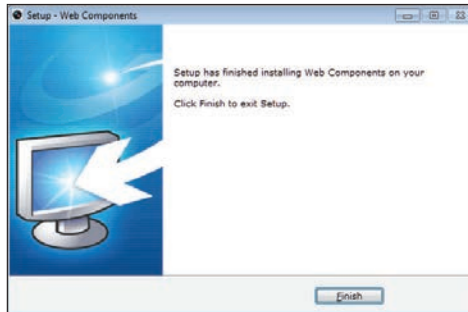 Setup - Web Components
Setup has finished installing Web Components on your
computer.
Click Finish to exit Setup.
Finish